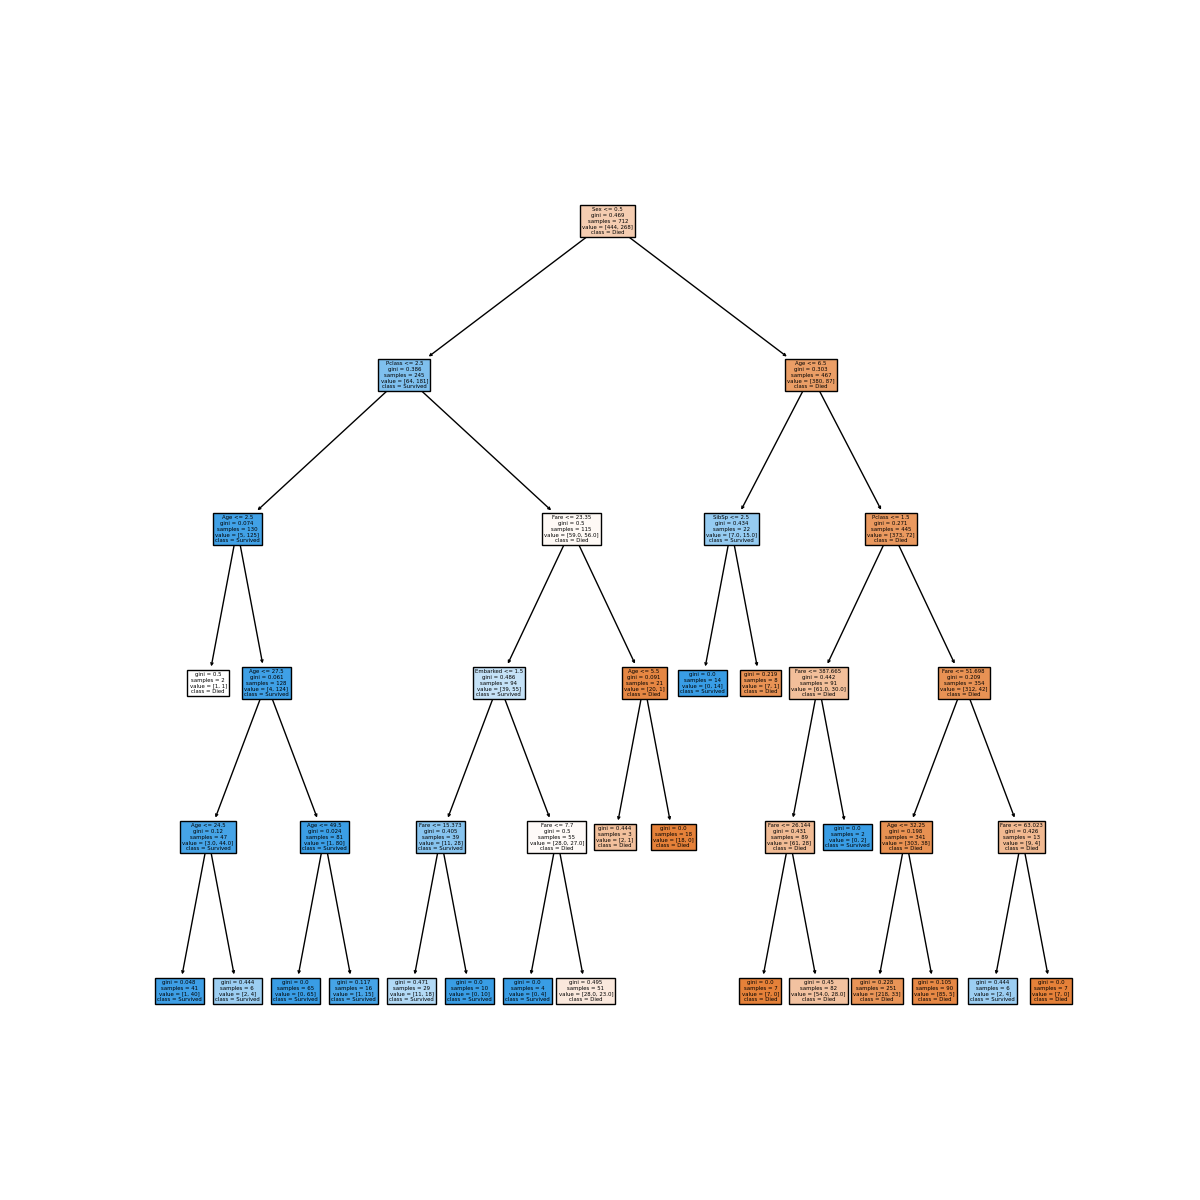 Sex <= 0.5
gini = 0.469
samples = 712
value = [444, 268]
class = Died
Pclass <= 2.5
gini = 0.386
samples = 245
value = [64, 181]
class = Survived
Age <= 6.5
gini = 0.303
samples = 467
value = [380, 87]
class = Died
Age <= 2.5
gini = 0.074
samples = 130
value = [5, 125]
class = Survived
Fare <= 23.35
gini = 0.5
samples = 115
value = [59.0, 56.0]
class = Died
SibSp <= 2.5
gini = 0.434
samples = 22
value = [7.0, 15.0]
class = Survived
Pclass <= 1.5
gini = 0.271
samples = 445
value = [373, 72]
class = Died
gini = 0.5
samples = 2
value = [1, 1]
class = Died
Age <= 27.5
gini = 0.061
samples = 128
value = [4, 124]
class = Survived
Embarked <= 1.5
gini = 0.486
samples = 94
value = [39, 55]
class = Survived
Age <= 5.5
gini = 0.091
samples = 21
value = [20, 1]
class = Died
gini = 0.0
samples = 14
value = [0, 14]
class = Survived
gini = 0.219
samples = 8
value = [7, 1]
class = Died
Fare <= 387.665
gini = 0.442
samples = 91
value = [61.0, 30.0]
class = Died
Fare <= 51.698
gini = 0.209
samples = 354
value = [312, 42]
class = Died
Age <= 24.5
gini = 0.12
samples = 47
value = [3.0, 44.0]
class = Survived
Age <= 49.5
gini = 0.024
samples = 81
value = [1, 80]
class = Survived
Fare <= 15.373
gini = 0.405
samples = 39
value = [11, 28]
class = Survived
Fare <= 7.7
gini = 0.5
samples = 55
value = [28.0, 27.0]
class = Died
gini = 0.444
samples = 3
value = [2, 1]
class = Died
gini = 0.0
samples = 18
value = [18, 0]
class = Died
Fare <= 26.144
gini = 0.431
samples = 89
value = [61, 28]
class = Died
gini = 0.0
samples = 2
value = [0, 2]
class = Survived
Age <= 32.25
gini = 0.198
samples = 341
value = [303, 38]
class = Died
Fare <= 63.023
gini = 0.426
samples = 13
value = [9, 4]
class = Died
gini = 0.048
samples = 41
value = [1, 40]
class = Survived
gini = 0.444
samples = 6
value = [2, 4]
class = Survived
gini = 0.0
samples = 65
value = [0, 65]
class = Survived
gini = 0.117
samples = 16
value = [1, 15]
class = Survived
gini = 0.471
samples = 29
value = [11, 18]
class = Survived
gini = 0.0
samples = 10
value = [0, 10]
class = Survived
gini = 0.0
samples = 4
value = [0, 4]
class = Survived
gini = 0.495
samples = 51
value = [28.0, 23.0]
class = Died
gini = 0.0
samples = 7
value = [7, 0]
class = Died
gini = 0.45
samples = 82
value = [54.0, 28.0]
class = Died
gini = 0.228
samples = 251
value = [218, 33]
class = Died
gini = 0.105
samples = 90
value = [85, 5]
class = Died
gini = 0.444
samples = 6
value = [2, 4]
class = Survived
gini = 0.0
samples = 7
value = [7, 0]
class = Died